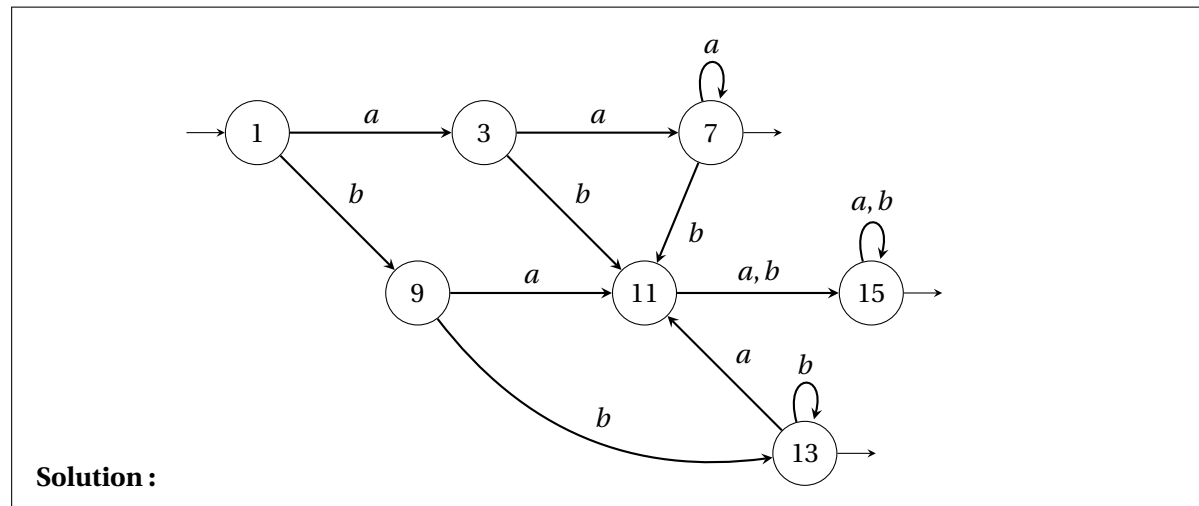 a
1 a 3 a 7
b b b a, b
9 a 11 a, b 15
a b
b
13
Solution :